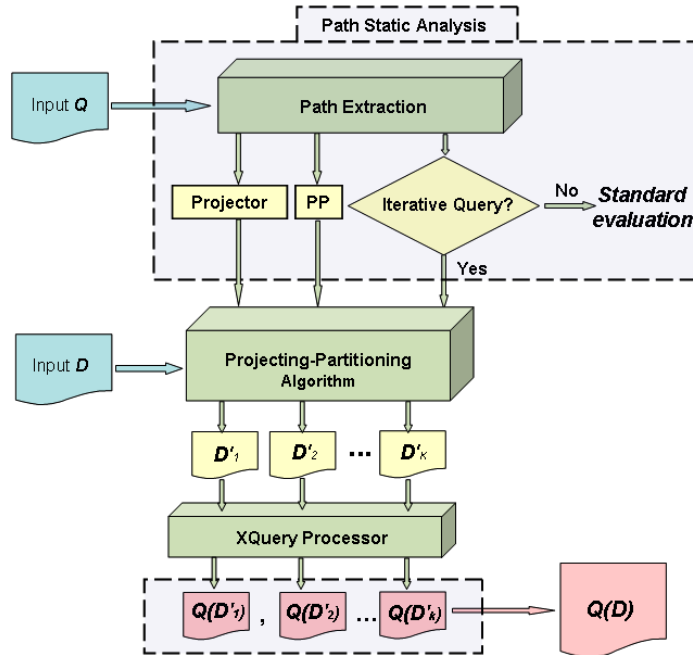 Path Static Analysis
Input Q
Path Extraction
Projector
PP
Iterative Query?
No
Standard
evaluation
Yes
Input D
Projecting-Partitioning
Algorithm
D'₁
D'₂
...
D'ₖ
XQuery Processor
Q(D'₁)
,
Q(D'₂)
...
Q(D'ₖ)
Q(D)